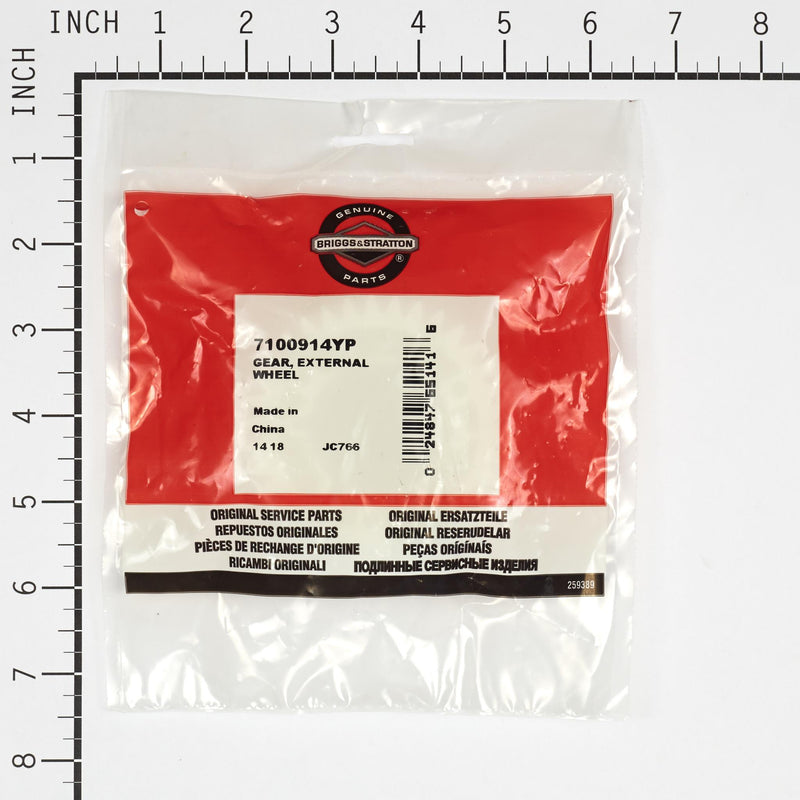 INCH 1 2 3 4 5 6 7 8
INCH
1
2
3
4
5
6
7
8
GENUINE
BRIGGS&STRATTON
®
PARTS
7100914YP
GEAR, EXTERNAL
WHEEL
Made in
China
14 18 JC766
0 24847 55141 6
ORIGINAL SERVICE PARTS ORIGINAL ERSATZTEILE
REPUESTOS ORIGINALES ORIGINAL RESERUDELAR
PIÈCES DE RECHANGE D'ORIGINE PEÇAS ORÍGÍNAÍS
RICAMBI ORIGINALI ПОДЛИННЫЕ СЕРВИСНЫЕ ИЗДЕЛИЯ
259389